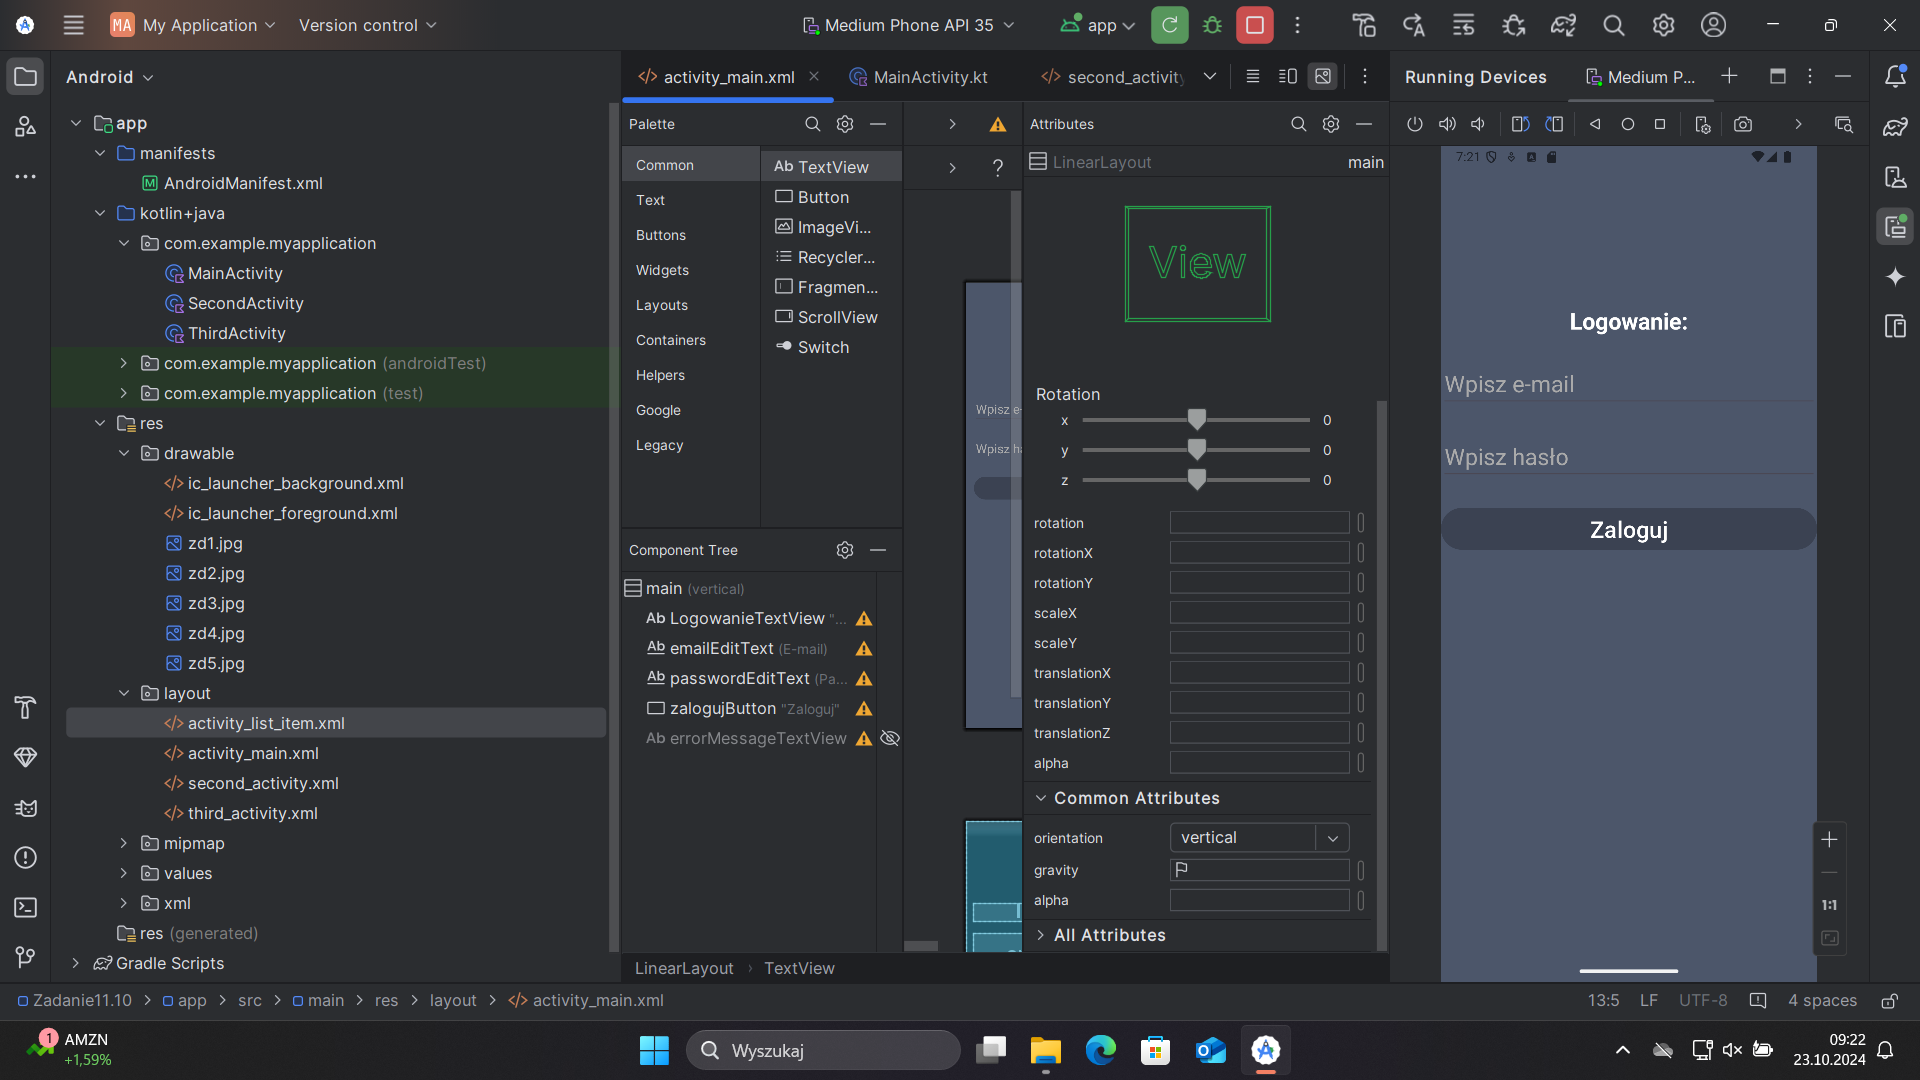 MA My Application Version control Medium Phone API 35 app
Android activity_main.xml MainActivity.kt second_activity Running Devices Medium P...
app
manifests
AndroidManifest.xml
kotlin+java
com.example.myapplication
MainActivity
SecondActivity
ThirdActivity
com.example.myapplication (androidTest)
com.example.myapplication (test)
res
drawable
ic_launcher_background.xml
ic_launcher_foreground.xml
zd1.jpg
zd2.jpg
zd3.jpg
zd4.jpg
zd5.jpg
layout
activity_list_item.xml
activity_main.xml
second_activity.xml
third_activity.xml
mipmap
values
xml
res (generated)
Gradle Scripts
Palette
Common
Text
Buttons
Widgets
Layouts
Containers
Helpers
Google
Legacy
Ab TextView
Button
ImageVi...
Recycler...
Fragmen...
ScrollView
Switch
Component Tree
main (vertical)
Ab LogowanieTextView "...
Ab emailEditText (E-mail)
Ab passwordEditText (Pa...
zalogujButton "Zaloguj"
Ab errorMessageTextView
?
Wpisz e-
Wpisz ha
Attributes
LinearLayout main
View
Rotation
x 0
y 0
z 0
rotation
rotationX
rotationY
scaleX
scaleY
translationX
translationY
translationZ
alpha
Common Attributes
orientation vertical
gravity
alpha
All Attributes
LinearLayout › TextView
7:21
Logowanie:
Wpisz e-mail
Wpisz hasło
Zaloguj
1:1
Zadanie11.10 > app > src > main > res > layout > activity_main.xml 13:5 LF UTF-8 4 spaces
1 AMZN
+1,59%
Wyszukaj
09:22
23.10.2024